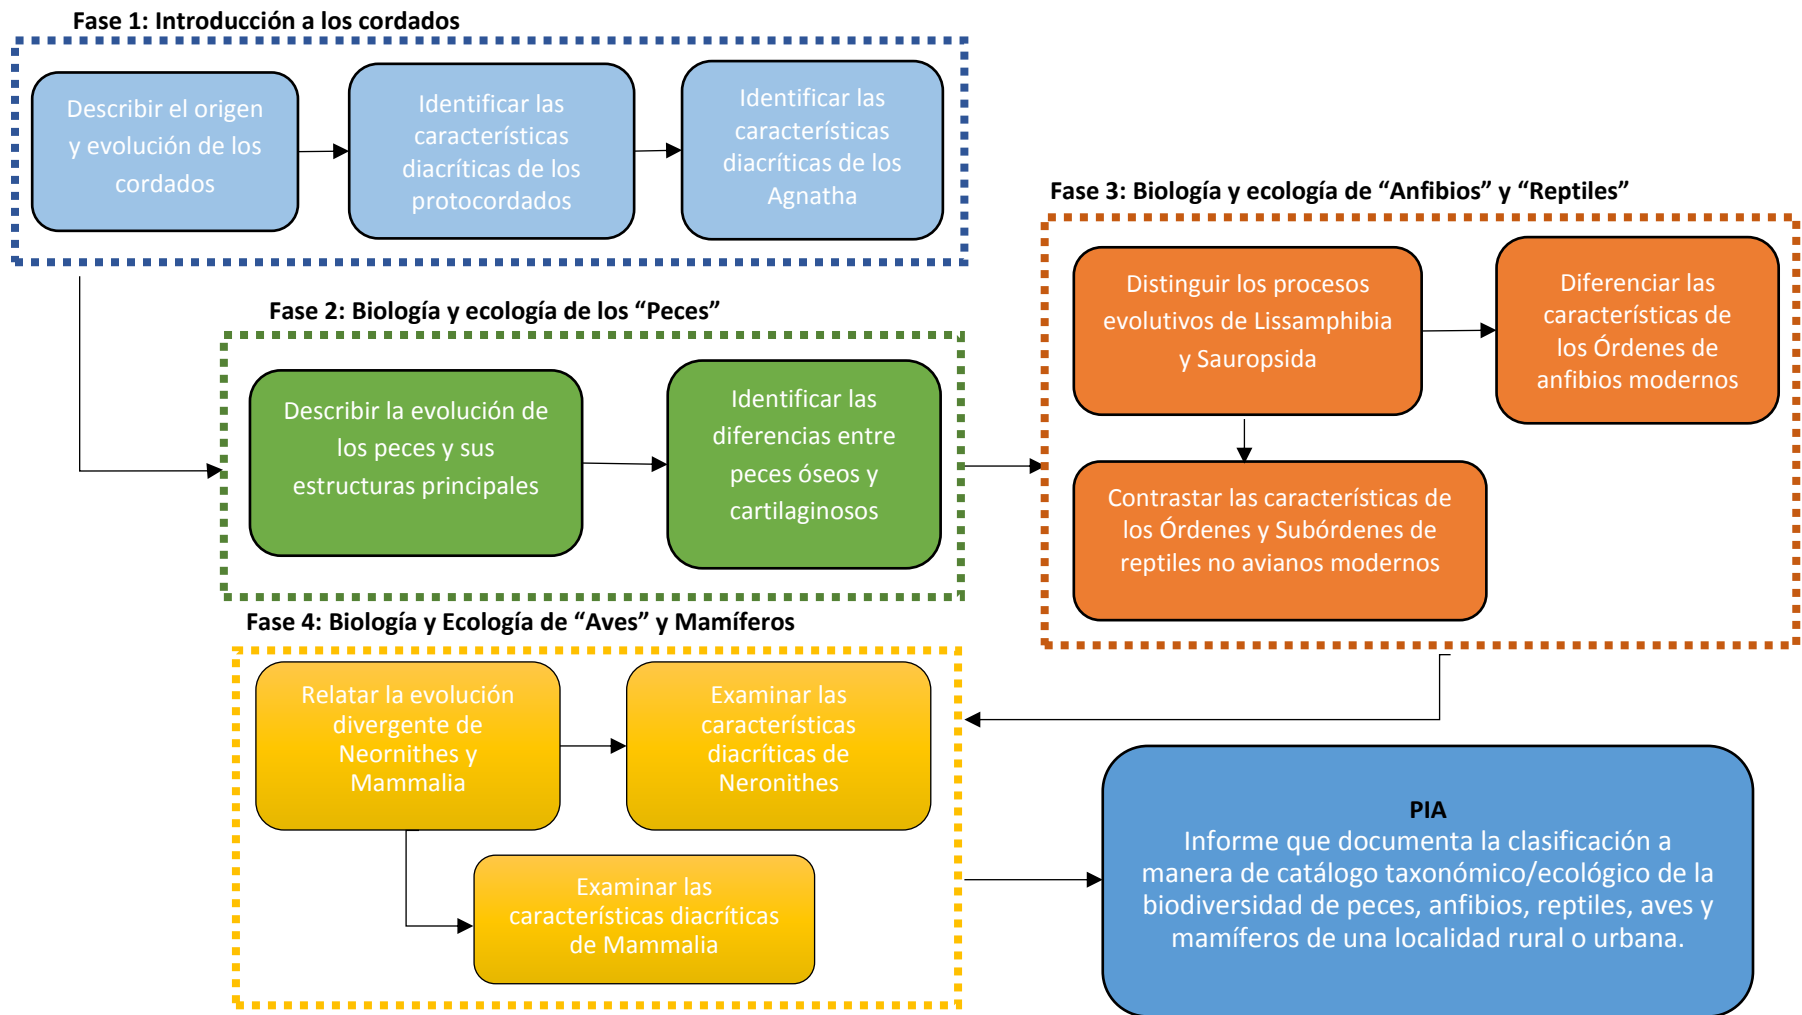 Fase 1: Introducción a los cordados
Describir el origen
y evolución de los
cordados
Identificar las
características
diacríticas de los
protocordados
Identificar las
características
diacríticas de los
Agnatha
Fase 2: Biología y ecología de los “Peces”
Describir la evolución de
los peces y sus
estructuras principales
Identificar las
diferencias entre
peces óseos y
cartilaginosos
Fase 3: Biología y ecología de “Anfibios” y “Reptiles”
Distinguir los procesos
evolutivos de Lissamphibia
y Sauropsida
Diferenciar las
características de
los Órdenes de
anfibios modernos
Contrastar las características de
los Órdenes y Subórdenes de
reptiles no avianos modernos
Fase 4: Biología y Ecología de “Aves” y Mamíferos
Relatar la evolución
divergente de
Neornithes y
Mammalia
Examinar las
características
diacríticas de
Neronithes
Examinar las
características diacríticas
de Mammalia
PIA
Informe que documenta la clasificación a
manera de catálogo taxonómico/ecológico de la
biodiversidad de peces, anfibios, reptiles, aves y
mamíferos de una localidad rural o urbana.